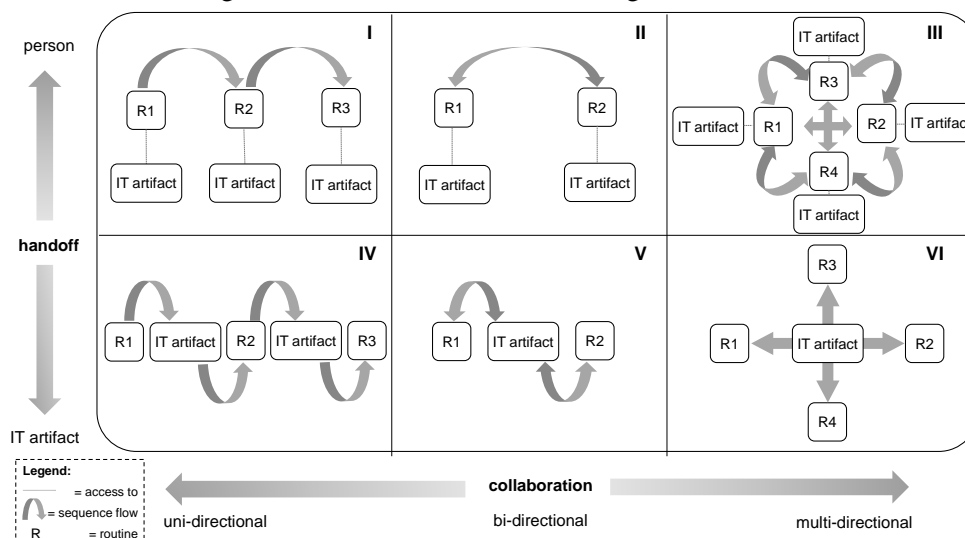 person
handoff
IT artifact
I
R1
R2
R3
IT artifact
IT artifact
IT artifact
II
R1
R2
IT artifact
IT artifact
III
IT artifact
R3
IT artifact
R1
R2
IT artifact
R4
IT artifact
IV
R1
IT artifact
R2
IT artifact
R3
V
R1
IT artifact
R2
VI
R3
R1
IT artifact
R2
R4
Legend:
= access to
= sequence flow
R = routine
collaboration
uni-directional
bi-directional
multi-directional